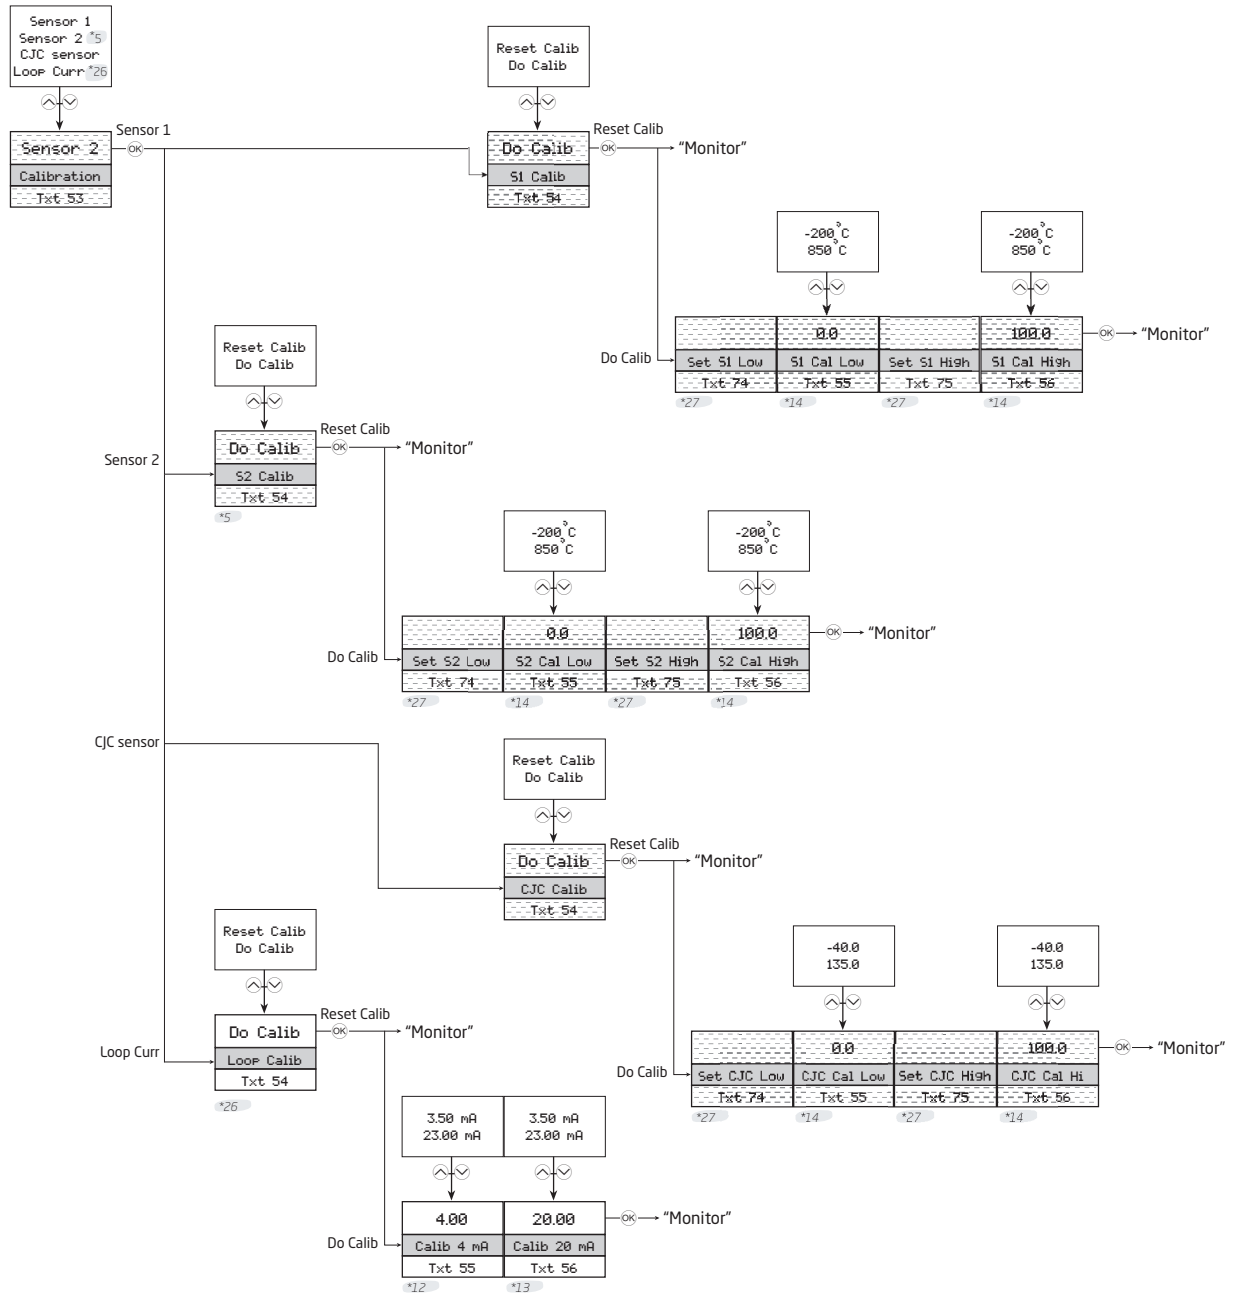 Sensor 1
Sensor 2 *5
CJC sensor
Loop Curr *26
Sensor 2
Calibration
Txt 53
OK
Sensor 1
Reset Calib
Do Calib
Do Calib
S1 Calib
Txt 54
Reset Calib
OK
"Monitor"
-200°C
850°C
-200°C
850°C
Do Calib
0.0
100.0
Set S1 Low
S1 Cal Low
Set S1 High
S1 Cal High
Txt 74
Txt 55
Txt 75
Txt 56
*27
*14
*27
*14
OK
"Monitor"
Sensor 2
Reset Calib
Do Calib
Do Calib
S2 Calib
Txt 54
*5
Reset Calib
OK
"Monitor"
-200°C
850°C
-200°C
850°C
Do Calib
0.0
100.0
Set S2 Low
S2 Cal Low
Set S2 High
S2 Cal High
Txt 74
Txt 55
Txt 75
Txt 56
*27
*14
*27
*14
OK
"Monitor"
CJC sensor
Reset Calib
Do Calib
Do Calib
CJC Calib
Txt 54
Reset Calib
OK
"Monitor"
-40.0
135.0
-40.0
135.0
Do Calib
0.0
100.0
Set CJC Low
CJC Cal Low
Set CJC High
CJC Cal Hi
Txt 74
Txt 55
Txt 75
Txt 56
*27
*14
*27
*14
OK
"Monitor"
Loop Curr
Reset Calib
Do Calib
Do Calib
Loop Calib
Txt 54
*26
Reset Calib
OK
"Monitor"
3.50 mA
23.00 mA
3.50 mA
23.00 mA
Do Calib
4.00
20.00
Calib 4 mA
Calib 20 mA
Txt 55
Txt 56
*12
*13
OK
"Monitor"